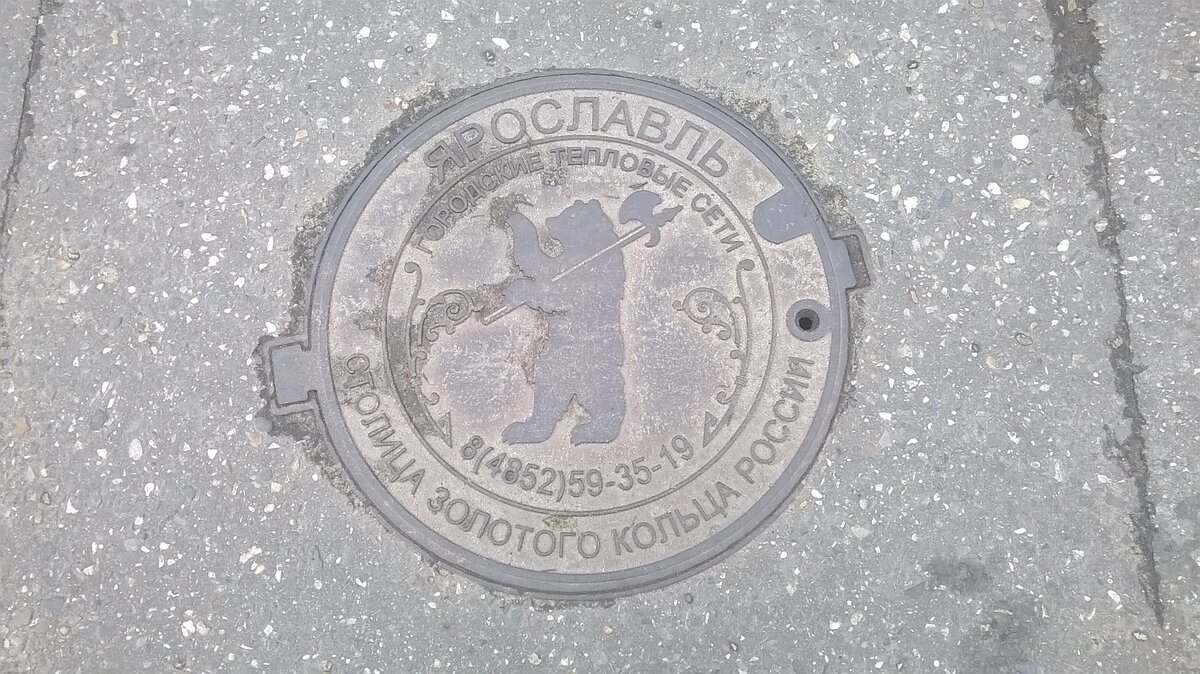 ЯРОСЛАВЛЬ
ГОРОДСКИЕ ТЕПЛОВЫЕ СЕТИ
8(4852)59-35-19
СТОЛИЦА ЗОЛОТОГО КОЛЬЦА РОССИИ